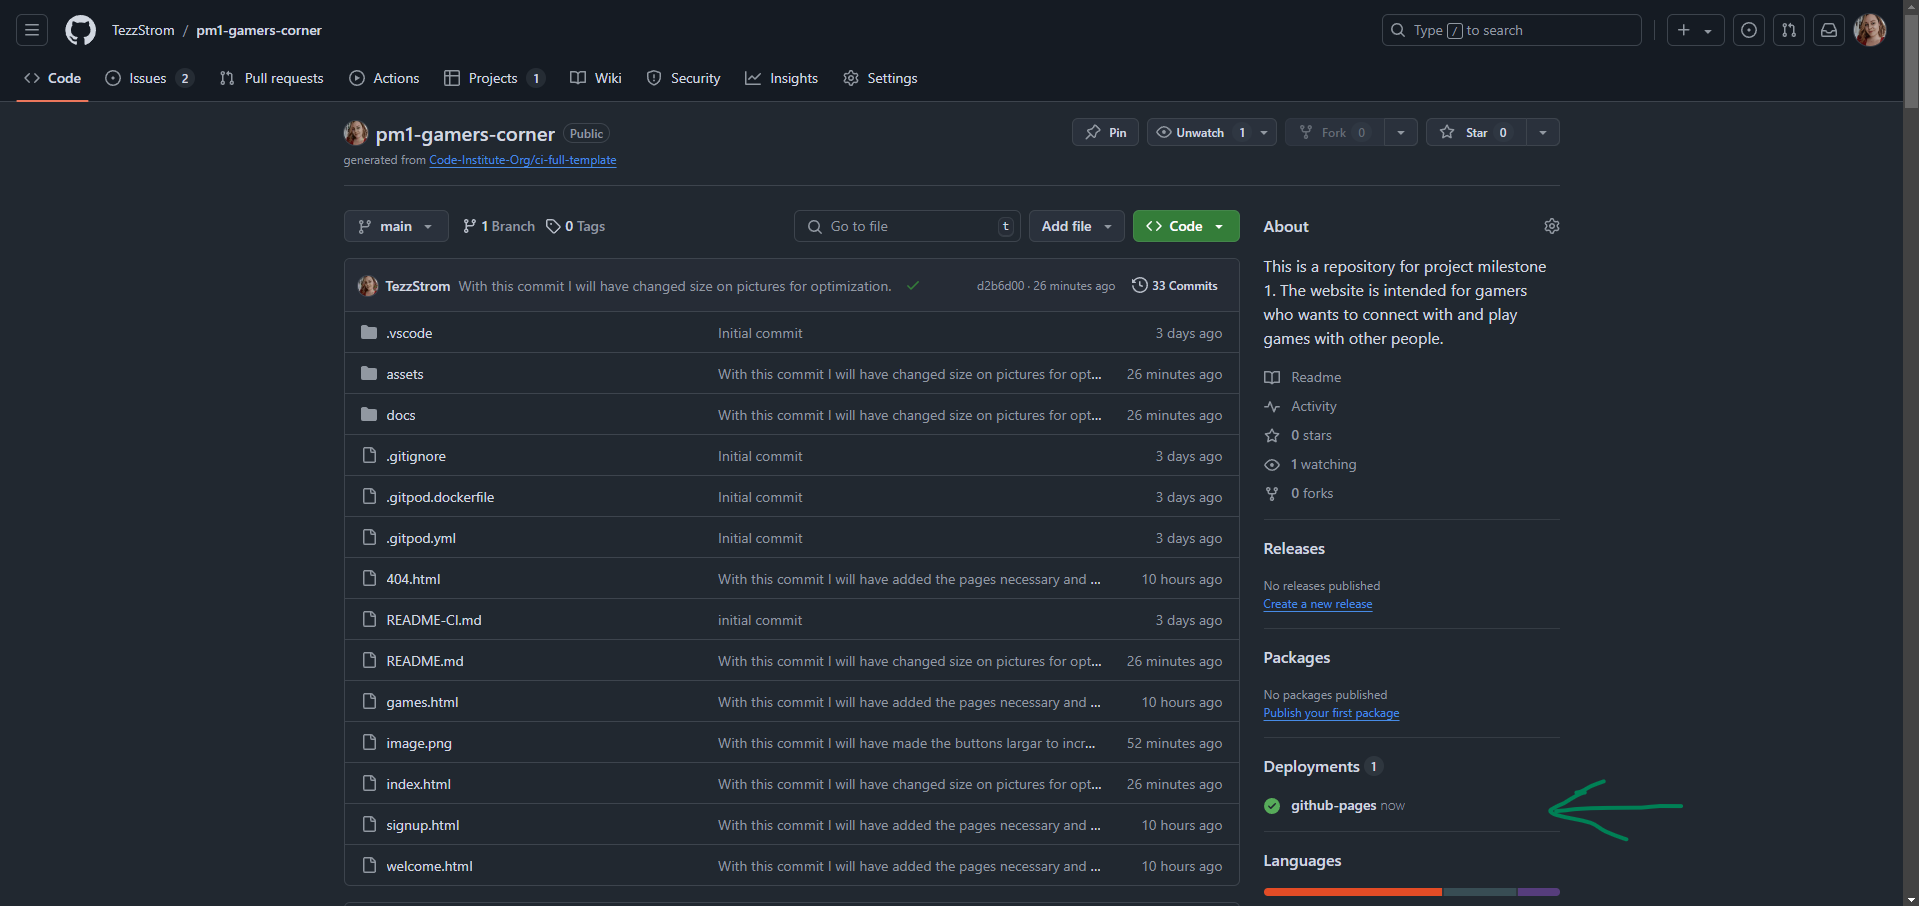 TezzStrom / pm1-gamers-corner
Type / to search
Code
Issues 2
Pull requests
Actions
Projects 1
Wiki
Security
Insights
Settings
pm1-gamers-corner Public
generated from Code-Institute-Org/ci-full-template
Pin
Unwatch 1
Fork 0
Star 0
main
1 Branch
0 Tags
Go to file t
Add file
Code
TezzStrom With this commit I will have changed size on pictures for optimization. d2b6d00 · 26 minutes ago 33 Commits
.vscode Initial commit 3 days ago
assets With this commit I will have changed size on pictures for opt... 26 minutes ago
docs With this commit I will have changed size on pictures for opt... 26 minutes ago
.gitignore Initial commit 3 days ago
.gitpod.dockerfile Initial commit 3 days ago
.gitpod.yml Initial commit 3 days ago
404.html With this commit I will have added the pages necessary and ... 10 hours ago
README-CI.md initial commit 3 days ago
README.md With this commit I will have changed size on pictures for opt... 26 minutes ago
games.html With this commit I will have added the pages necessary and ... 10 hours ago
image.png With this commit I will have made the buttons largar to incr... 52 minutes ago
index.html With this commit I will have changed size on pictures for opt... 26 minutes ago
signup.html With this commit I will have added the pages necessary and ... 10 hours ago
welcome.html With this commit I will have added the pages necessary and ... 10 hours ago
About
This is a repository for project milestone
1. The website is intended for gamers
who wants to connect with and play
games with other people.
Readme
Activity
0 stars
1 watching
0 forks
Releases
No releases published
Create a new release
Packages
No packages published
Publish your first package
Deployments 1
github-pages now
Languages